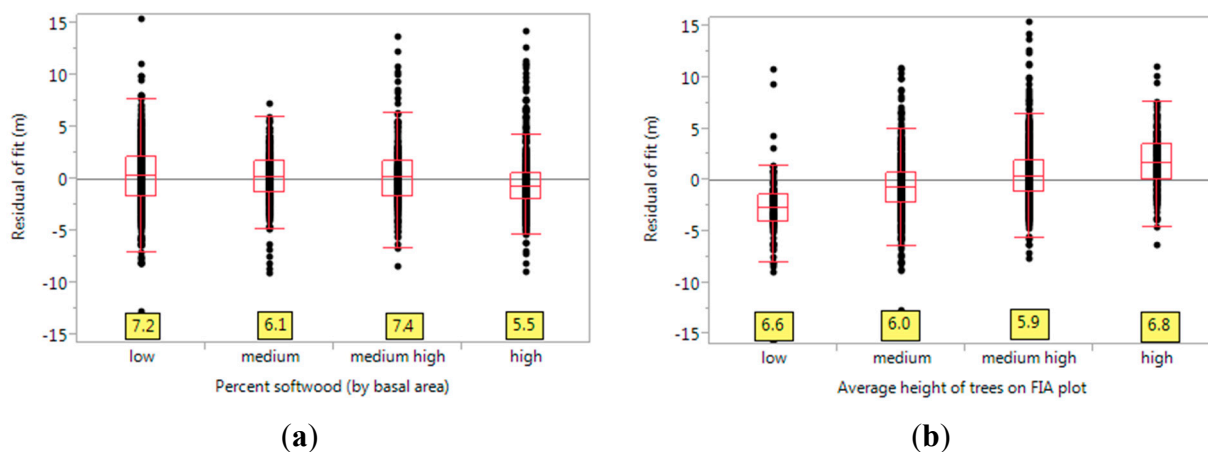 15
10
5
0
-5
-10
-15
Residual of fit (m)
7.2 6.1 7.4 5.5
low medium medium high high
Percent softwood (by basal area)
(a)
15
10
5
0
-5
-10
-15
Residual of fit (m)
6.6 6.0 5.9 6.8
low medium medium high high
Average height of trees on FIA plot
(b)